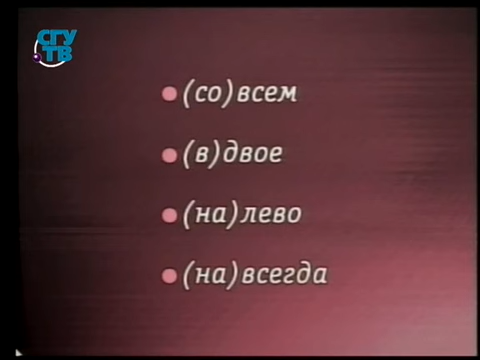 СГУ
ТВ
(со)всем
(в)двое
(на)лево
(на)всегда